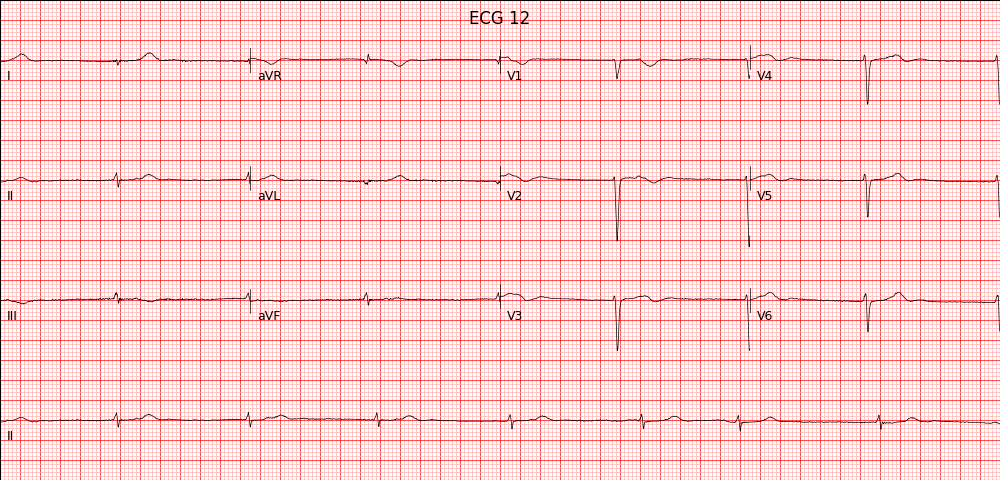 ECG 12
I aVR V1 V4
II aVL V2 V5
III aVF V3 V6
II